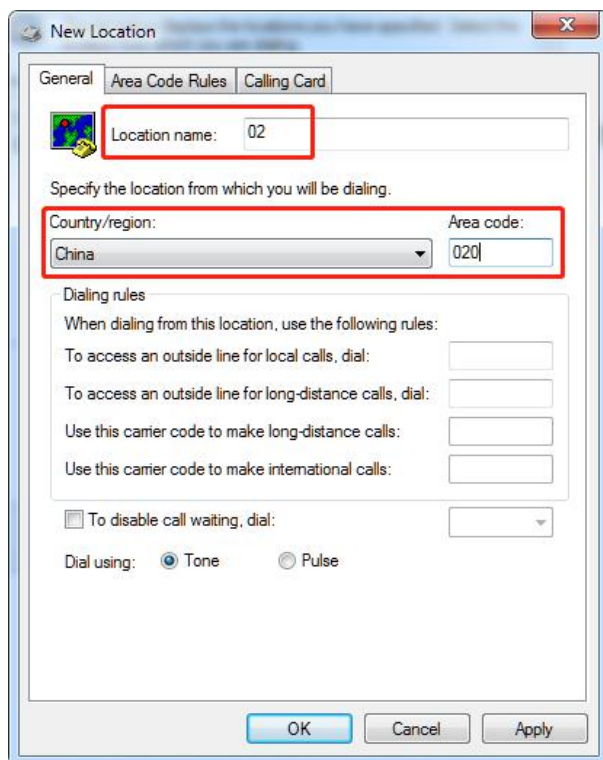 New Location
General Area Code Rules Calling Card
Location name: 02
Specify the location from which you will be dialing.
Country/region: Area code:
China 020
Dialing rules
When dialing from this location, use the following rules:
To access an outside line for local calls, dial:
To access an outside line for long-distance calls, dial:
Use this carrier code to make long-distance calls:
Use this carrier code to make international calls:
To disable call waiting, dial:
Dial using: Tone Pulse
OK Cancel Apply